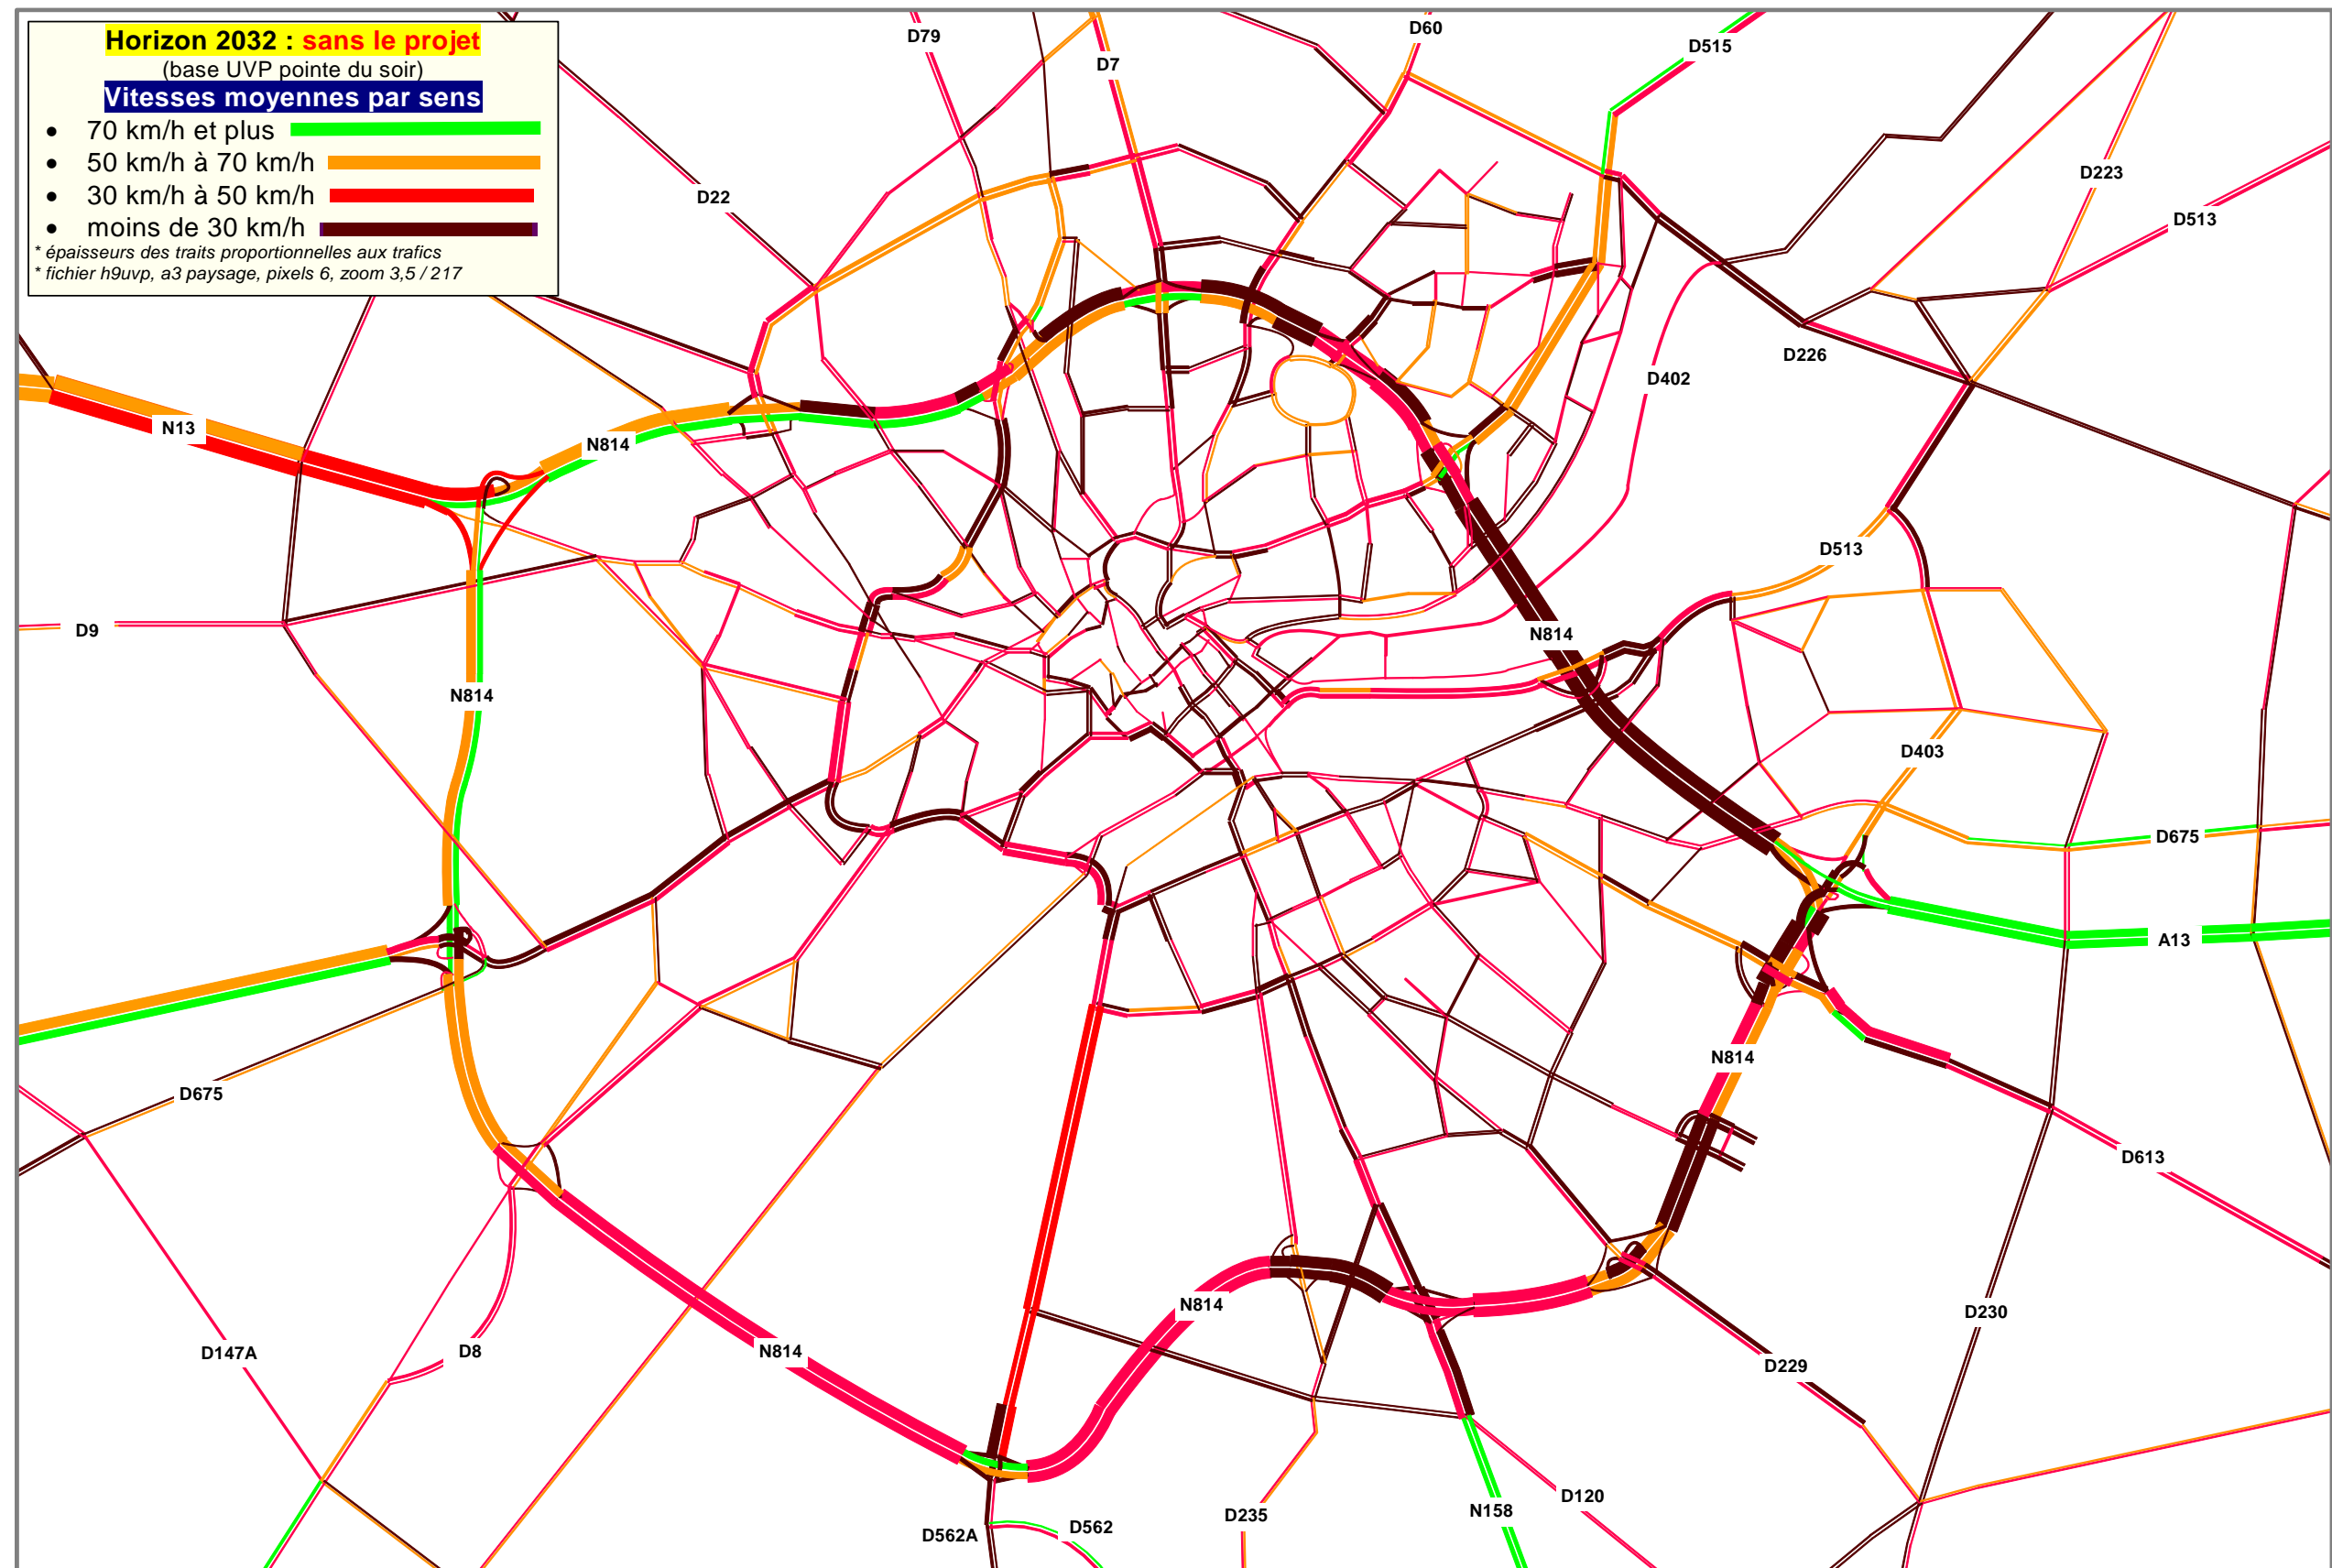 Horizon 2032 : sans le projet
(base UVP pointe du soir)
Vitesses moyennes par sens
• 70 km/h et plus
• 50 km/h à 70 km/h
• 30 km/h à 50 km/h
• moins de 30 km/h
* épaisseurs des traits proportionnelles aux trafics
* fichier h9uvp, a3 paysage, pixels 6, zoom 3,5 / 217
D79
D7
D60
D515
D22
D223
D513
D226
D402
N13
N814
D513
D9
N814
N814
D403
D675
A13
N814
D675
D613
N814
D230
D147A
D8
N814
D229
D235
N158
D120
D562A
D562